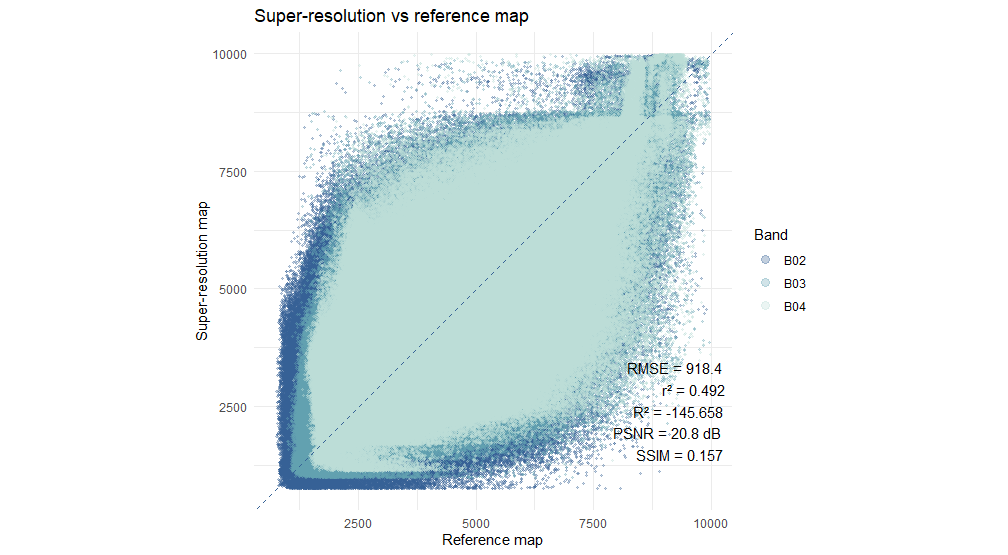 Super-resolution vs reference map
10000
7500
5000
2500
Super-resolution map
2500
5000
7500
10000
Reference map
RMSE = 918.4
r² = 0.492
R² = -145.658
PSNR = 20.8 dB
SSIM = 0.157
Band
B02
B03
B04